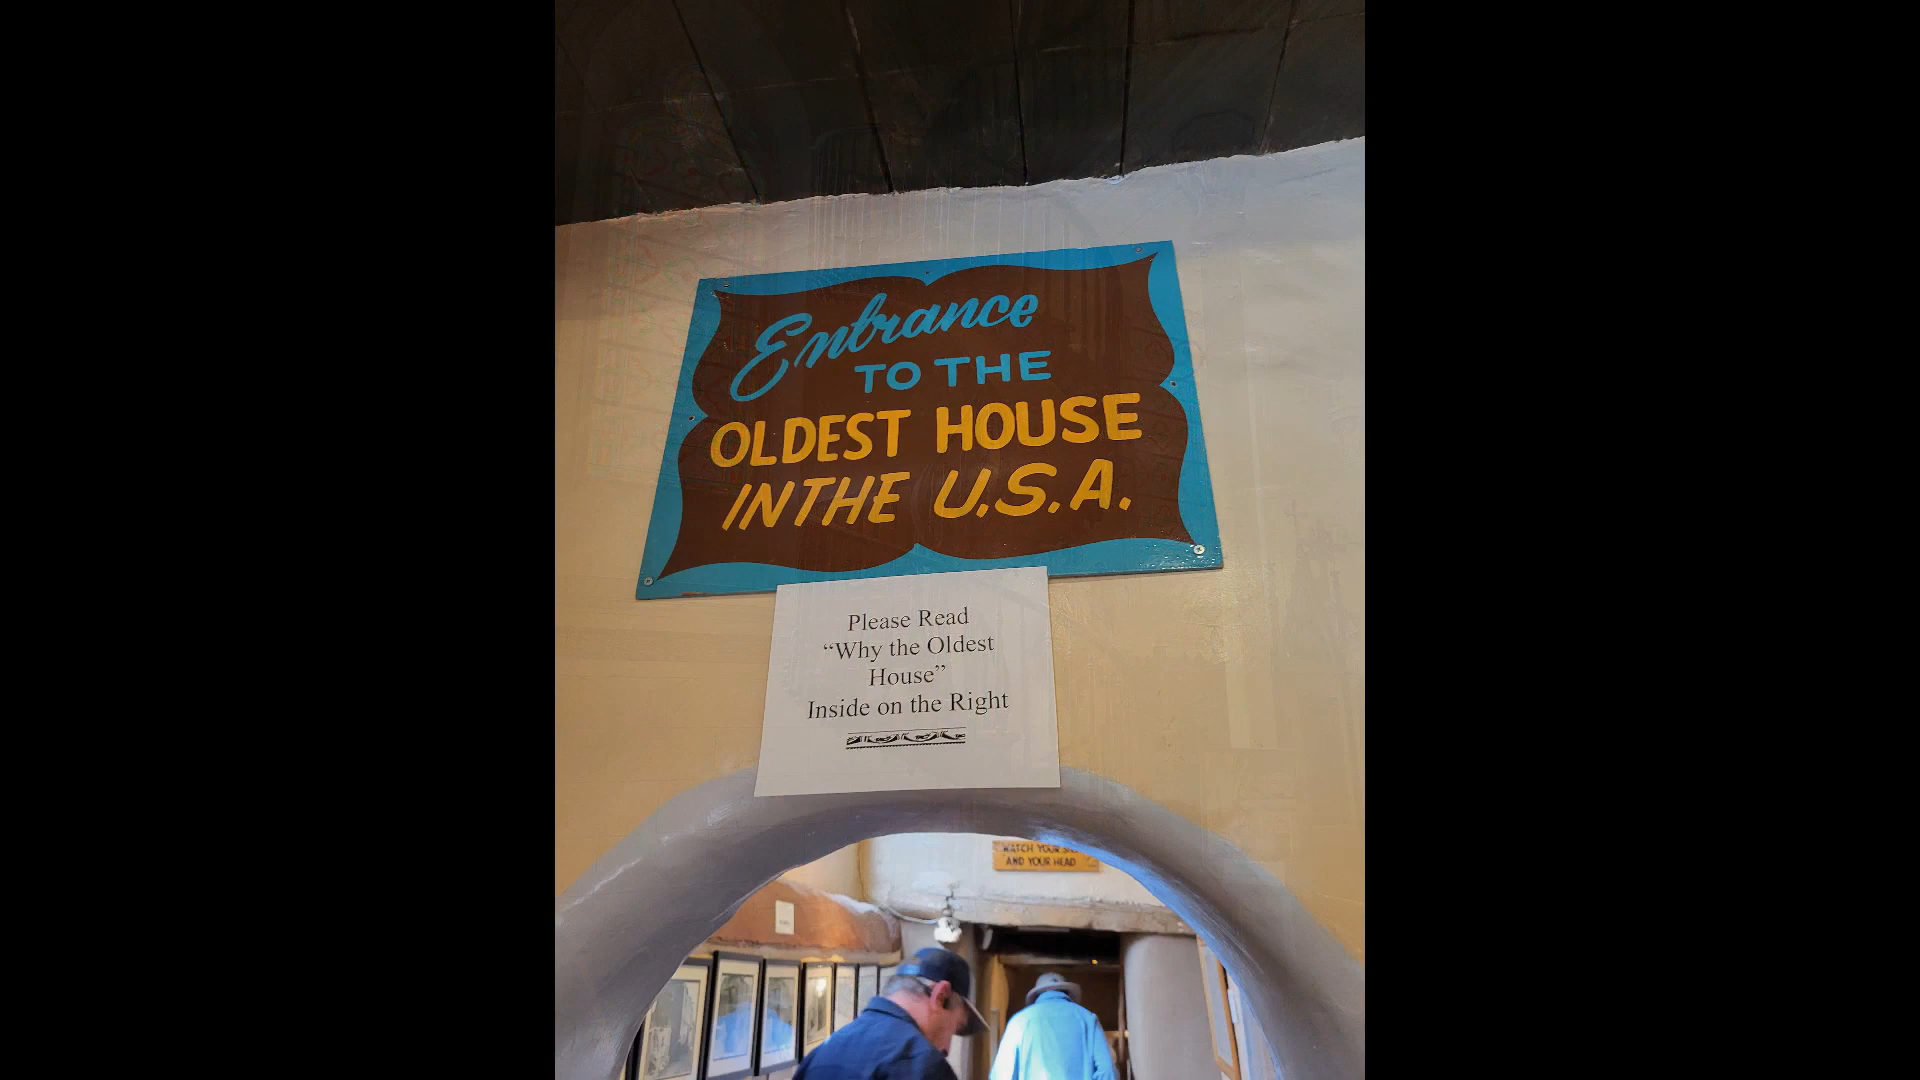 Entrance
TO THE
OLDEST HOUSE
IN THE U.S.A.
Please Read
“Why the Oldest
House”
Inside on the Right
WATCH YOUR
AND YOUR HEAD